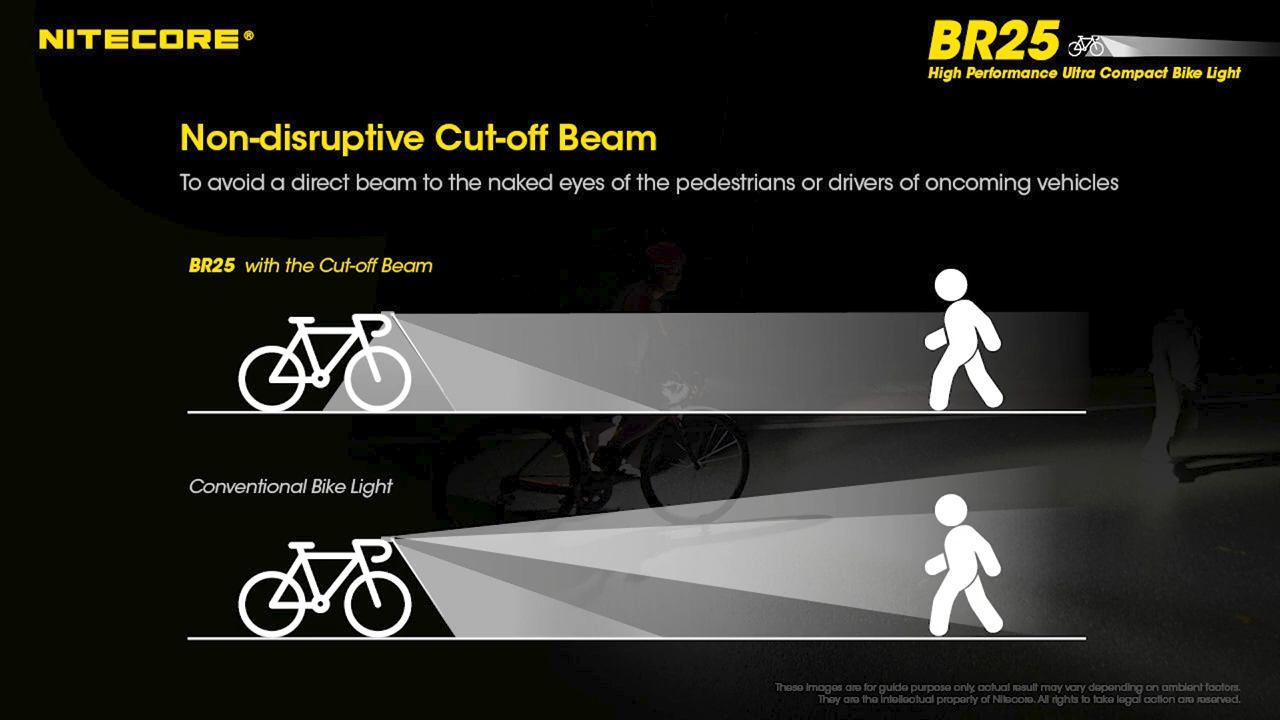 NITECORE®
BR25
High Performance Ultra Compact Bike Light
Non-disruptive Cut-off Beam
To avoid a direct beam to the naked eyes of the pedestrians or drivers of oncoming vehicles
BR25 with the Cut-off Beam
Conventional Bike Light
These images are for guide purpose only, actual result may vary depending on ambient factors.
They are the intellectual property of Nitecore. All rights to take legal action are reserved.